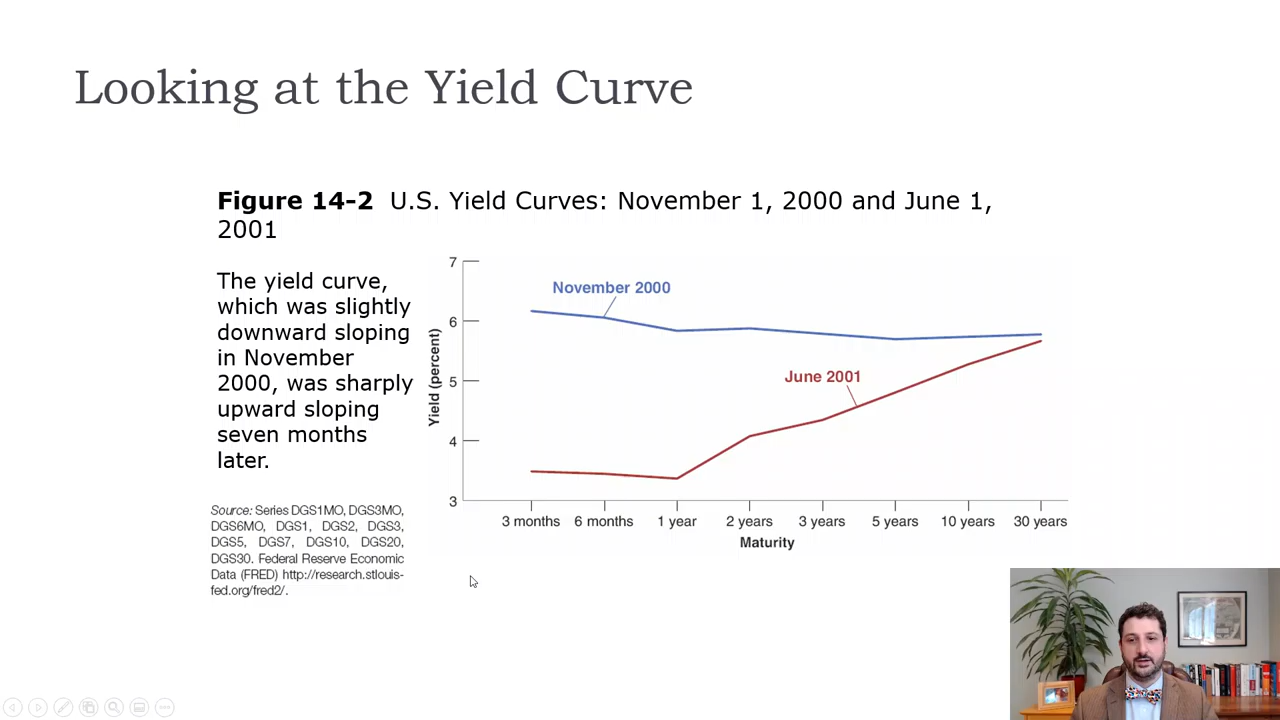 Looking at the Yield Curve
Figure 14-2 U.S. Yield Curves: November 1, 2000 and June 1,
2001
The yield curve,
which was slightly
downward sloping
in November
2000, was sharply
upward sloping
seven months
later.
Source: Series DGS1MO, DGS3MO,
DGS6MO, DGS1, DGS2, DGS3,
DGS5, DGS7, DGS10, DGS20,
DGS30. Federal Reserve Economic
Data (FRED) http://research.stlouis-
fed.org/fred2/.
Yield (percent)
7
6
5
4
3
November 2000
June 2001
3 months 6 months 1 year 2 years 3 years 5 years 10 years 30 years
Maturity